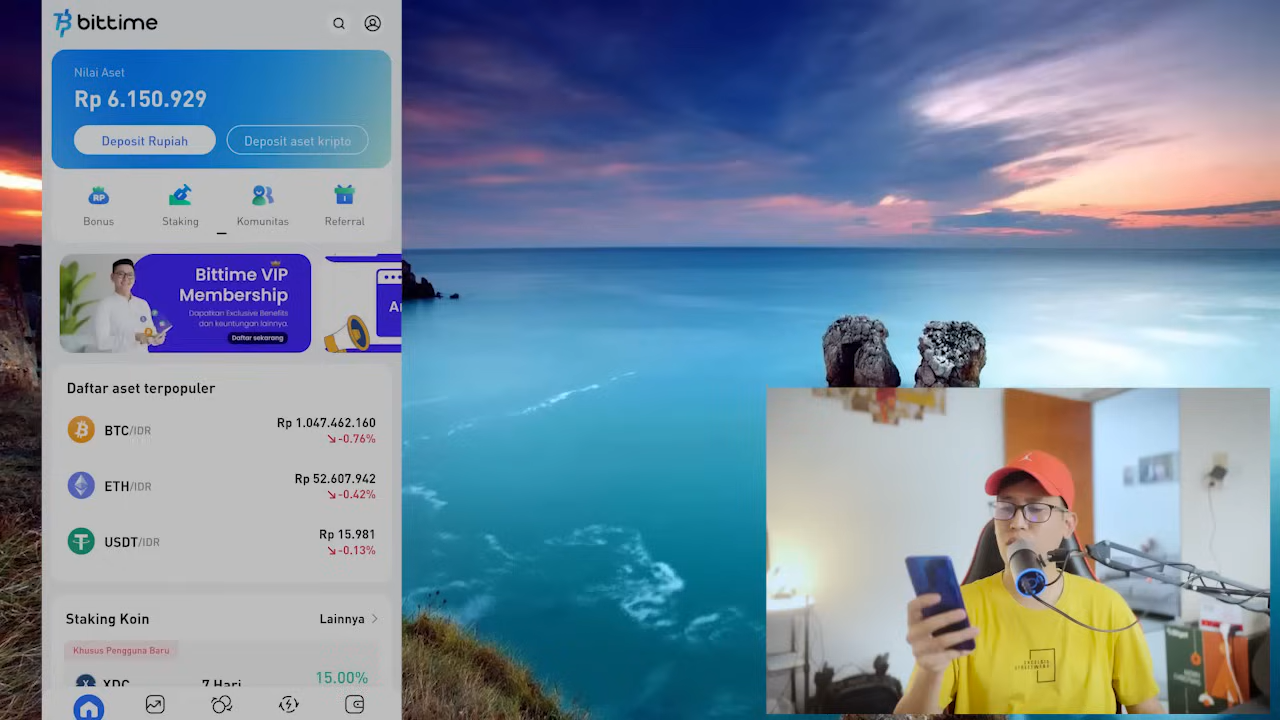 bittime
Nilai Aset
Rp 6.150.929
Deposit Rupiah
Deposit aset kripto
RP
Bonus
Staking
Komunitas
Referral
Bittime VIP
Membership
Dapatkan Exclusive Benefits
dan keuntungan lainnya.
Daftar sekarang
Daftar aset terpopuler
BTC/IDR
Rp 1.047.462.160
-0.76%
ETH/IDR
Rp 52.607.942
-0.42%
USDT/IDR
Rp 15.981
-0.13%
Staking Koin
Lainnya
Khusus Pengguna Baru
XDC
7 Hari
15.00%